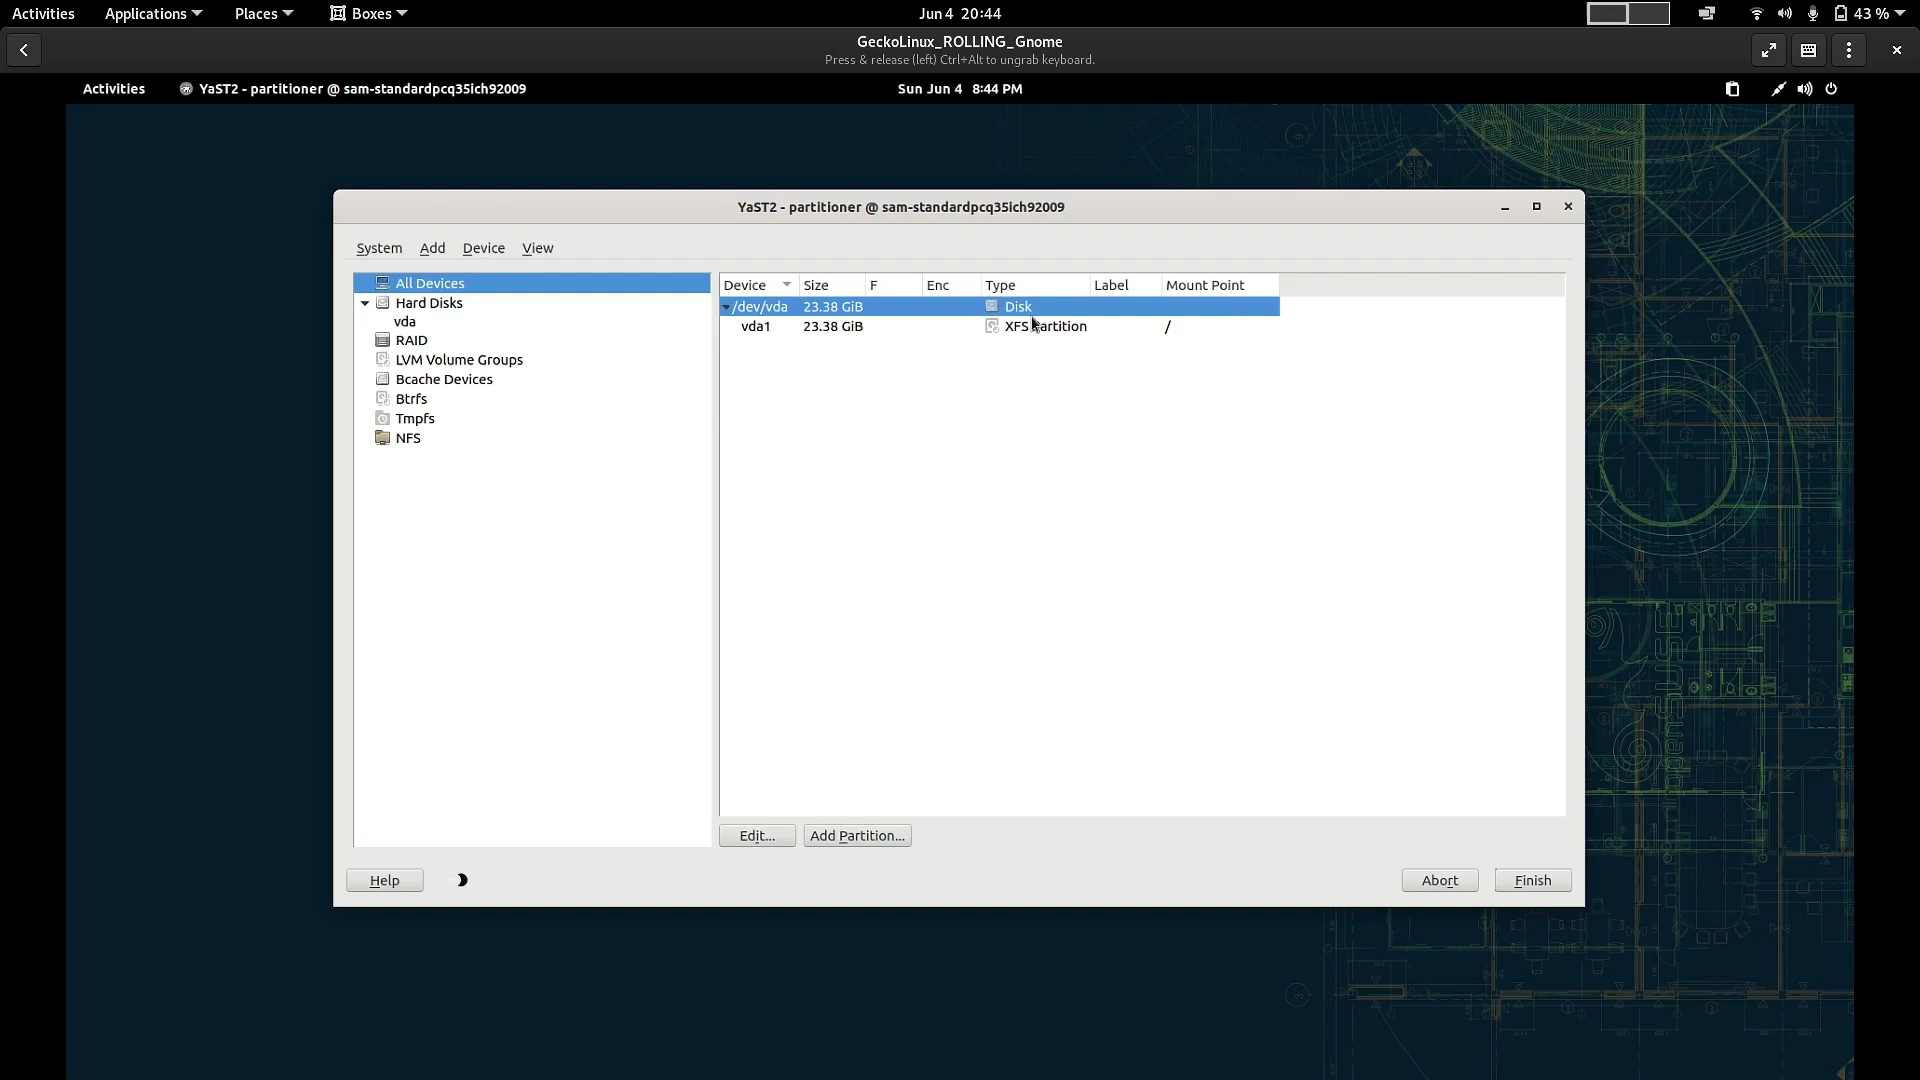 Activities Applications Places Boxes Jun 4 20:44 43 %
GeckoLinux_ROLLING_Gnome
Press & release (left) Ctrl+Alt to ungrab keyboard.
Activities YaST2 - partitioner @ sam-standardpcq35ich92009 Sun Jun 4 8:44 PM
YaST2 - partitioner @ sam-standardpcq35ich92009
System Add Device View
All Devices
Hard Disks
vda
RAID
LVM Volume Groups
Bcache Devices
Btrfs
Tmpfs
NFS
Device Size F Enc Type Label Mount Point
/dev/vda 23.38 GiB Disk
vda1 23.38 GiB XFS artition /
Edit... Add Partition...
Help Abort Finish
openSUSE